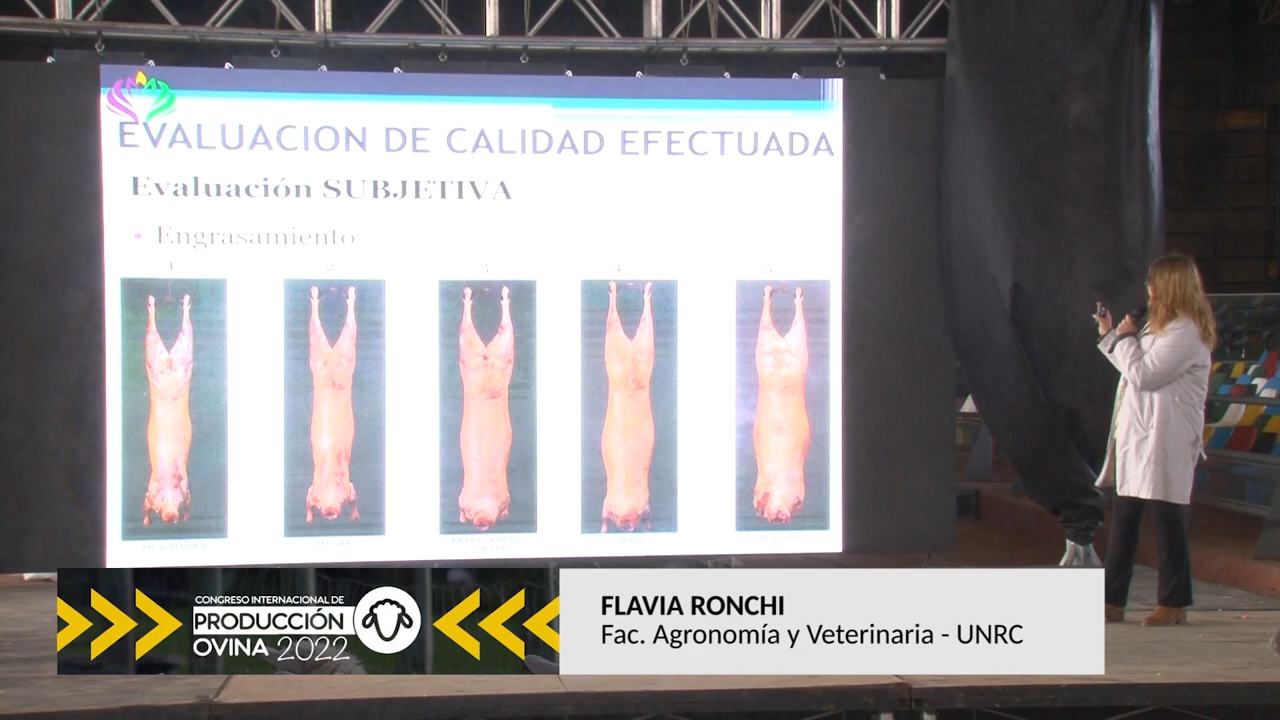 EVALUACION DE CALIDAD EFECTUADA
Evaluación SUBJETIVA
• Engrasamiento
1 2 3 4 5
CONGRESO INTERNACIONAL DE
PRODUCCIÓN
OVINA 2022
FLAVIA RONCHI
Fac. Agronomía y Veterinaria - UNRC